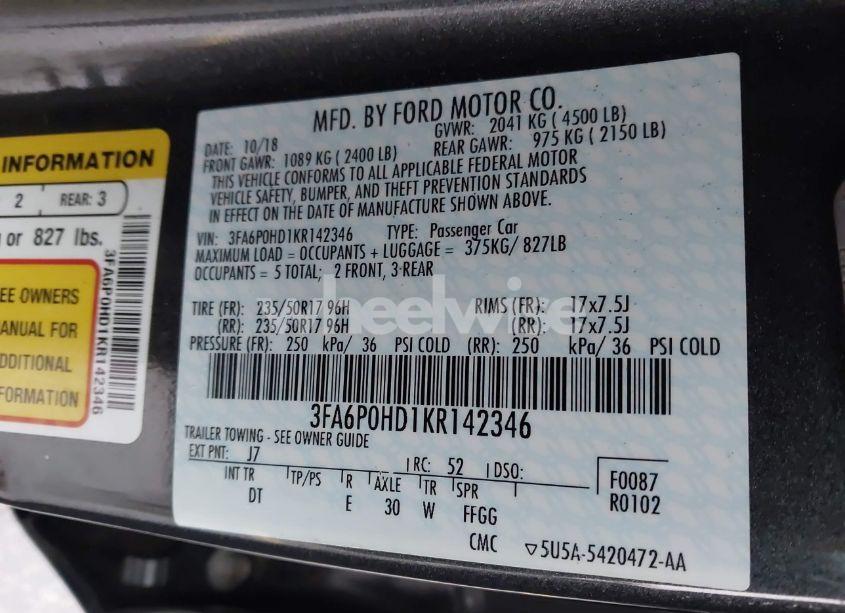 INFORMATION
2 REAR: 3
or 827 lbs.
EE OWNERS
ANUAL FOR
DDITIONAL
FORMATION
3FA6P0HD1KR142346
MFD. BY FORD MOTOR CO.
DATE: 10/18 GVWR: 2041 KG ( 4500 LB)
FRONT GAWR: 1089 KG ( 2400 LB) REAR GAWR: 975 KG ( 2150 LB)
THIS VEHICLE CONFORMS TO ALL APPLICABLE FEDERAL MOTOR
VEHICLE SAFETY, BUMPER, AND THEFT PREVENTION STANDARDS
IN EFFECT ON THE DATE OF MANUFACTURE SHOWN ABOVE.
VIN: 3FA6P0HD1KR142346 TYPE: Passenger Car
MAXIMUM LOAD = OCCUPANTS + LUGGAGE = 375KG/ 827LB
OCCUPANTS = 5 TOTAL; 2 FRONT, 3-REAR
TIRE (FR): 235/50R17 96H RIMS (FR): 17x7.5J
(RR): 235/50R17 96H (RR): 17x7.5J
PRESSURE (FR): 250 kPa/ 36 PSI COLD (RR): 250 kPa/ 36 PSI COLD
3FA6P0HD1KR142346
TRAILER TOWING - SEE OWNER GUIDE
EXT PNT: J7 RC: 52 DSO: F0087
INT TR TP/PS R AXLE TR SPR R0102
DT E 30 W FFGG
CMC ▽5U5A-5420472-AA
heelwise